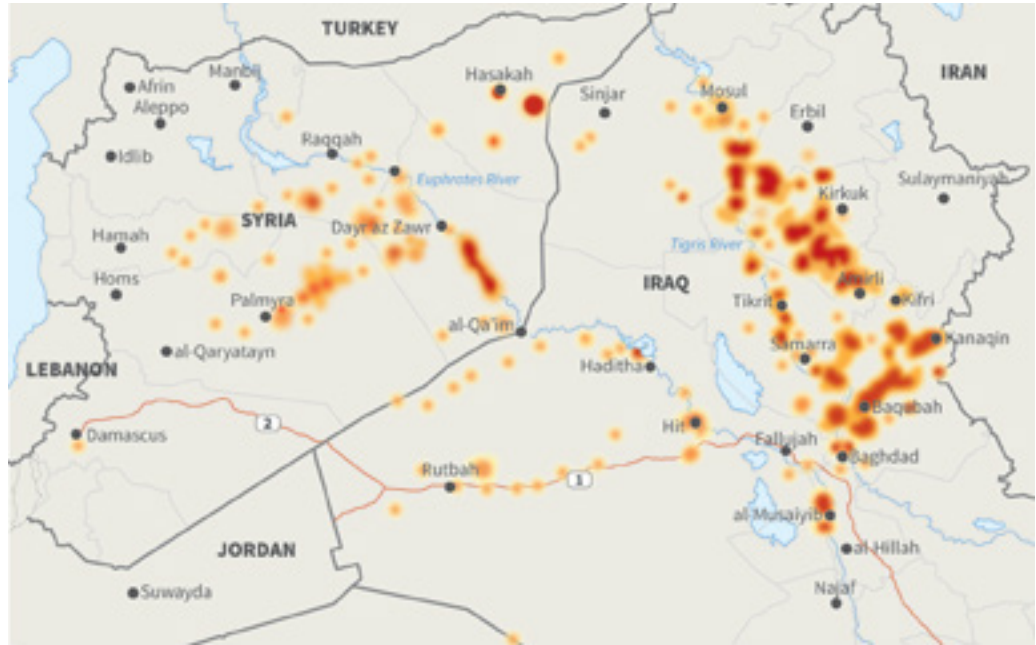 TURKEY
Manbij
Afrin
Aleppo
Idlib
Raqqah
Hasakah
Sinjar
Mosul
Erbil
IRAN
Euphrates River
SYRIA
Dayr az Zawr
Kirkuk
Sulaymaniyah
Hamah
Homs
Palmyra
Tigris River
IRAQ
Amirli
Tikrit
Kifri
al-Qa'im
al-Qaryatayn
Samarra
Kanaqin
LEBANON
Haditha
Baqubah
2
Damascus
Hit
Fallujah
Baghdad
Rutbah
1
al-Musaiyib
JORDAN
al-Hillah
Suwayda
Najaf